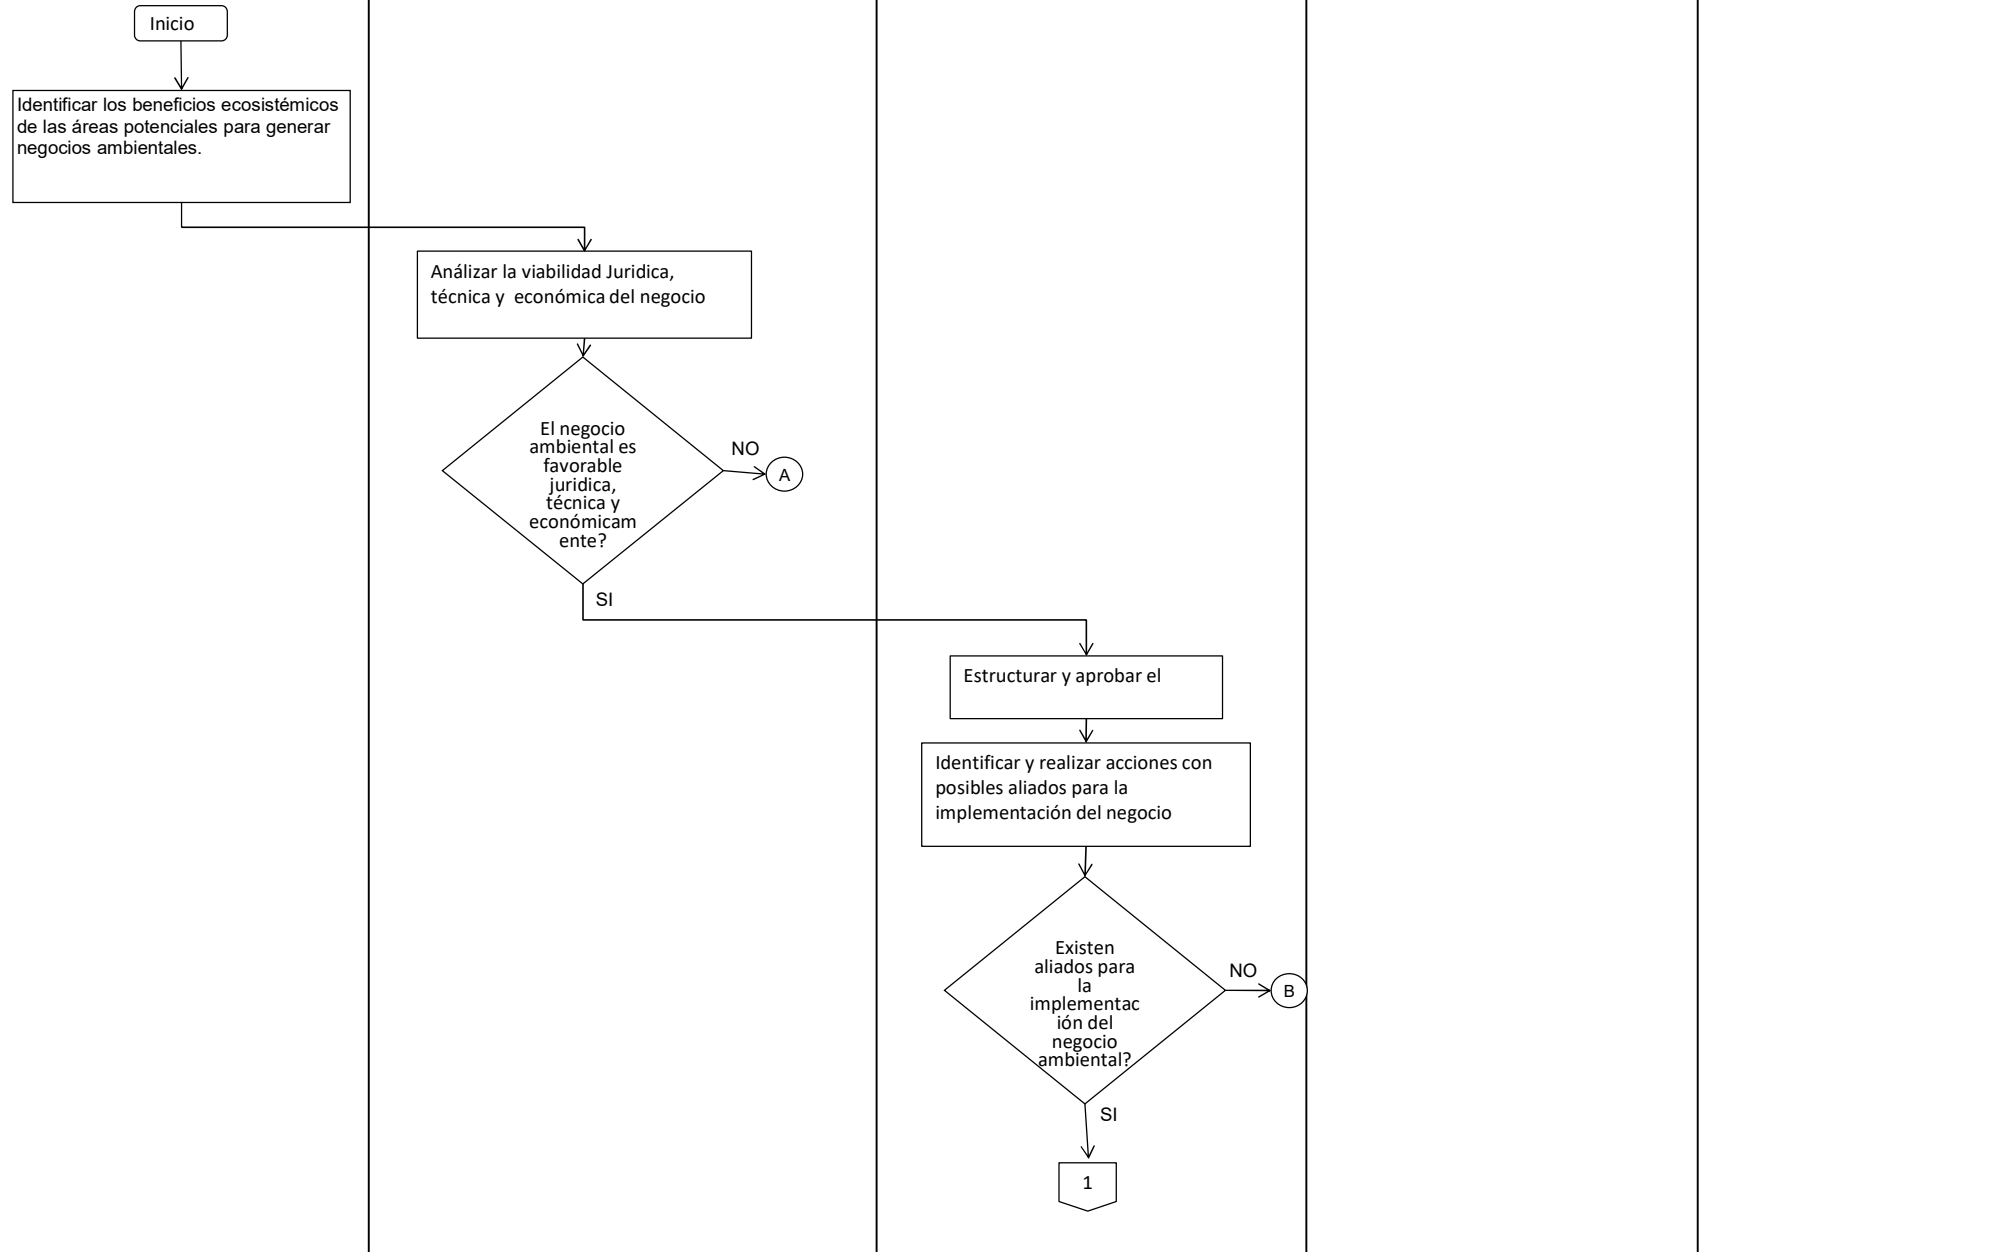 Inicio
Identificar los beneficios ecosistémicos
de las áreas potenciales para generar
negocios ambientales.
Análizar la viabilidad Juridica,
técnica y  económica del negocio
El negocio
ambiental es
favorable
juridica,
técnica y
económicam
ente?
NO
A
SI
Estructurar y aprobar el
Identificar y realizar acciones con
posibles aliados para la
implementación del negocio
Existen
aliados para
la
implementac
ión del
negocio
ambiental?
NO
B
SI
1